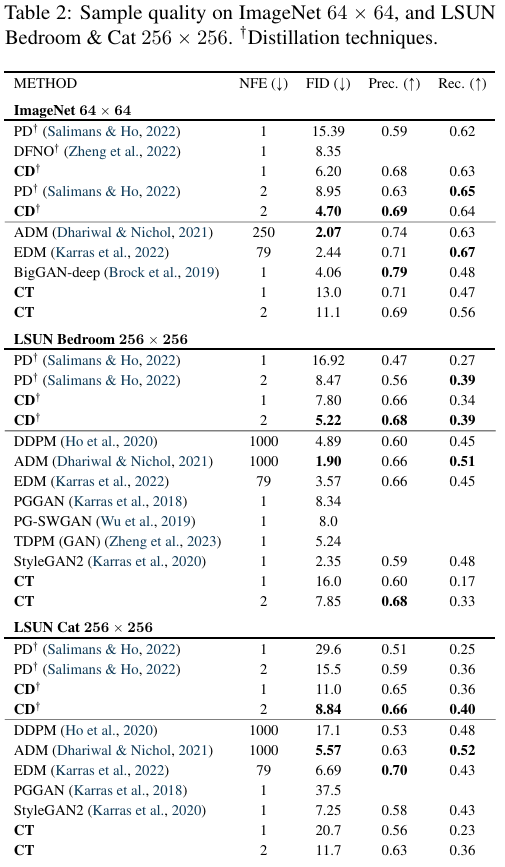 Table 2: Sample quality on ImageNet 64 × 64, and LSUN
Bedroom & Cat 256 × 256. †Distillation techniques.
METHOD NFE (↓) FID (↓) Prec. (↑) Rec. (↑)
ImageNet 64 × 64
PD† (Salimans & Ho, 2022) 1 15.39 0.59 0.62
DFNO† (Zheng et al., 2022) 1 8.35
CD† 1 6.20 0.68 0.63
PD† (Salimans & Ho, 2022) 2 8.95 0.63 0.65
CD† 2 4.70 0.69 0.64
ADM (Dhariwal & Nichol, 2021) 250 2.07 0.74 0.63
EDM (Karras et al., 2022) 79 2.44 0.71 0.67
BigGAN-deep (Brock et al., 2019) 1 4.06 0.79 0.48
CT 1 13.0 0.71 0.47
CT 2 11.1 0.69 0.56
LSUN Bedroom 256 × 256
PD† (Salimans & Ho, 2022) 1 16.92 0.47 0.27
PD† (Salimans & Ho, 2022) 2 8.47 0.56 0.39
CD† 1 7.80 0.66 0.34
CD† 2 5.22 0.68 0.39
DDPM (Ho et al., 2020) 1000 4.89 0.60 0.45
ADM (Dhariwal & Nichol, 2021) 1000 1.90 0.66 0.51
EDM (Karras et al., 2022) 79 3.57 0.66 0.45
PGGAN (Karras et al., 2018) 1 8.34
PG-SWGAN (Wu et al., 2019) 1 8.0
TDPM (GAN) (Zheng et al., 2023) 1 5.24
StyleGAN2 (Karras et al., 2020) 1 2.35 0.59 0.48
CT 1 16.0 0.60 0.17
CT 2 7.85 0.68 0.33
LSUN Cat 256 × 256
PD† (Salimans & Ho, 2022) 1 29.6 0.51 0.25
PD† (Salimans & Ho, 2022) 2 15.5 0.59 0.36
CD† 1 11.0 0.65 0.36
CD† 2 8.84 0.66 0.40
DDPM (Ho et al., 2020) 1000 17.1 0.53 0.48
ADM (Dhariwal & Nichol, 2021) 1000 5.57 0.63 0.52
EDM (Karras et al., 2022) 79 6.69 0.70 0.43
PGGAN (Karras et al., 2018) 1 37.5
StyleGAN2 (Karras et al., 2020) 1 7.25 0.58 0.43
CT 1 20.7 0.56 0.23
CT 2 11.7 0.63 0.36